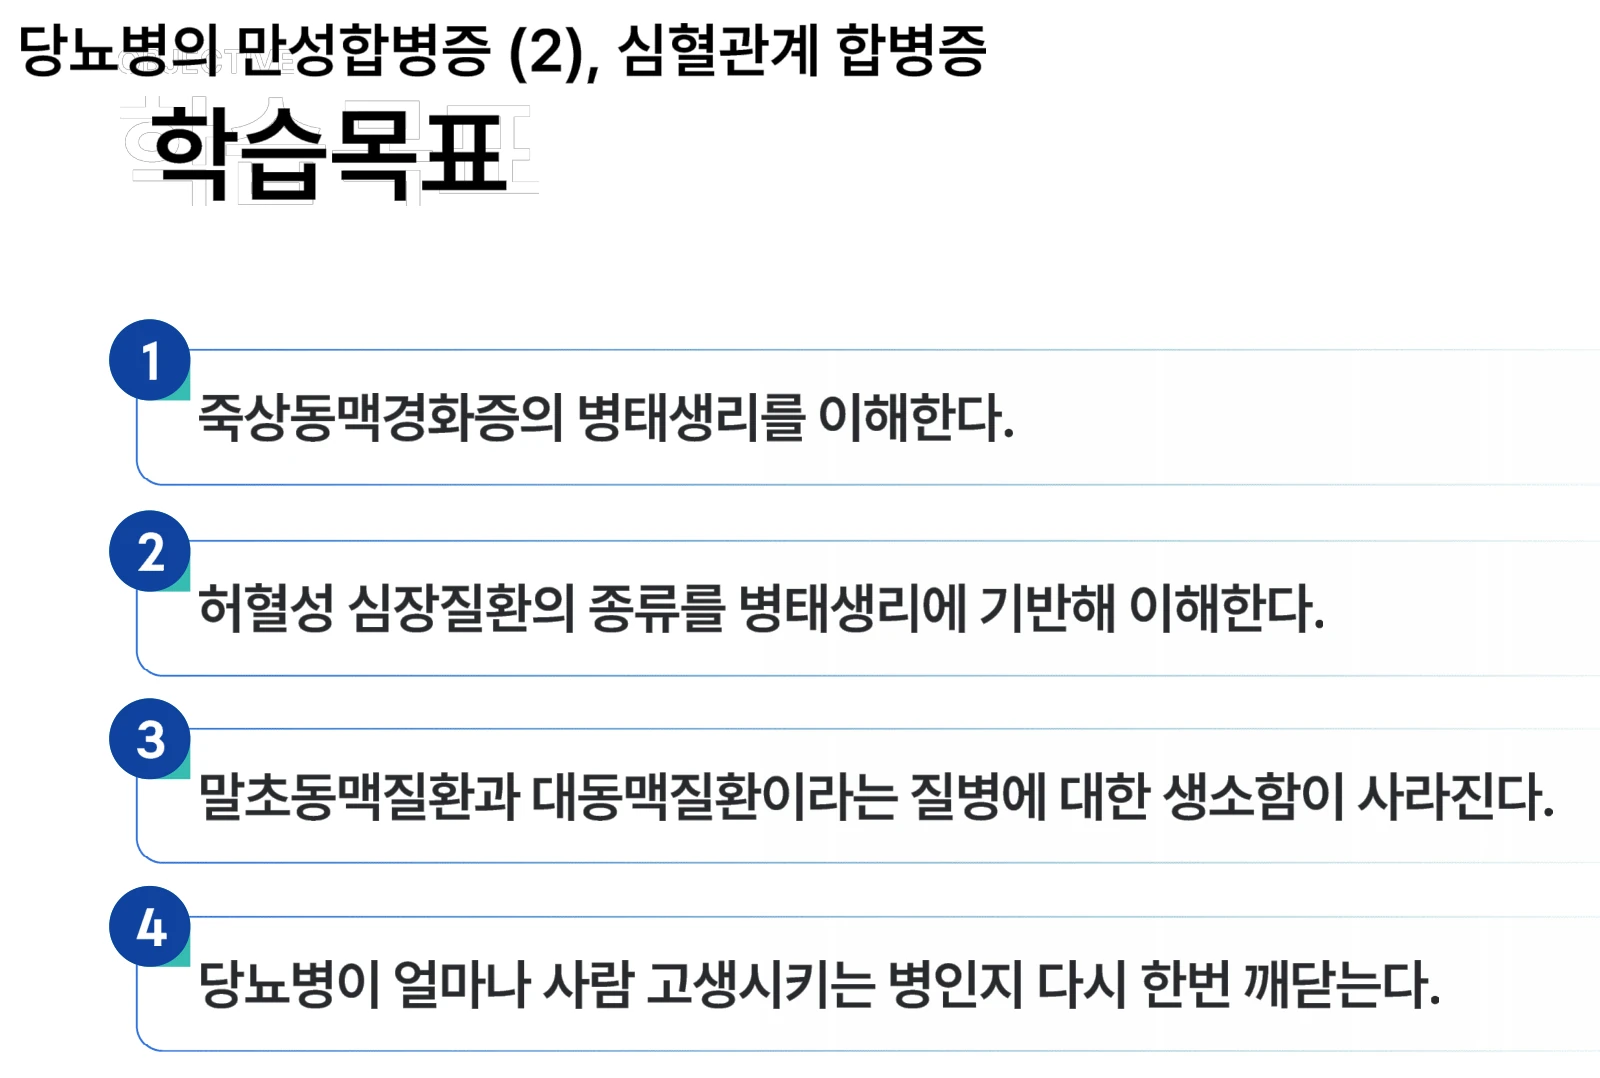 당뇨병의 만성합병증 (2), 심혈관계 합병증
OBJECTIVE
학습목표
1
죽상동맥경화증의 병태생리를 이해한다.
2
허혈성 심장질환의 종류를 병태생리에 기반해 이해한다.
3
말초동맥질환과 대동맥질환이라는 질병에 대한 생소함이 사라진다.
4
당뇨병이 얼마나 사람 고생시키는 병인지 다시 한번 깨닫는다.